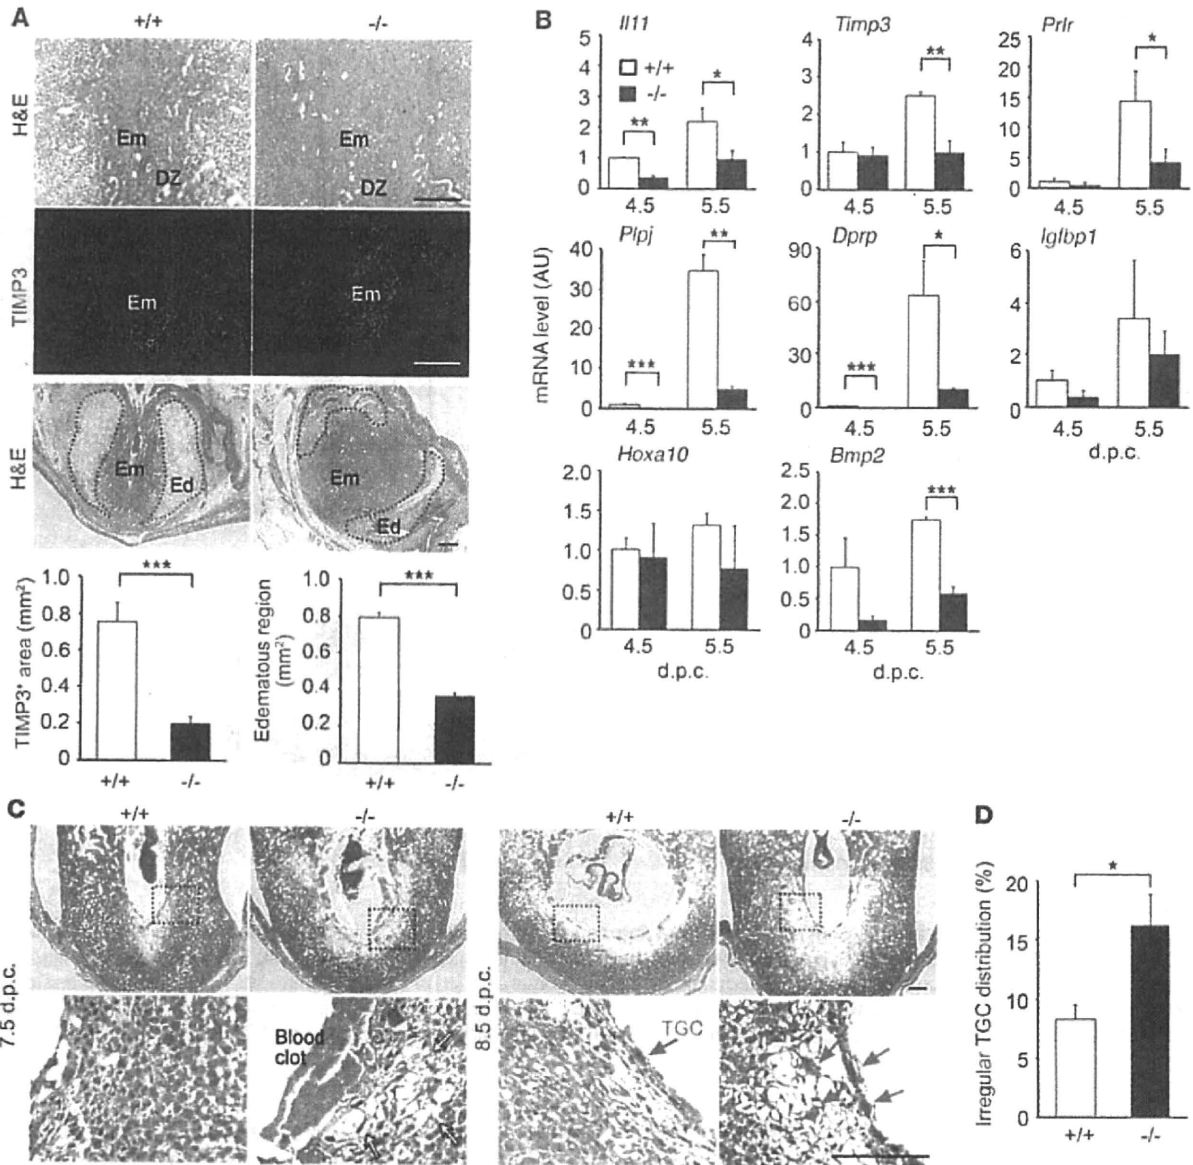 A
+/+
-/-
H&E
Em
DZ
Em
DZ
TIMP3
Em
Em
H&E
Em
Ed
Em
Ed
TIMP3+ area (mm2)
1.0
0.8
0.6
0.4
0.2
0
***
+/+
-/-
Edematous region
(mm2)
1.0
0.8
0.6
0.4
0.2
0
***
+/+
-/-
B
mRNA level (AU)
Il11
5
4
3
2
1
0
+/+
-/-
**
*
4.5
5.5
Timp3
4
3
2
1
0
**
4.5
5.5
Prlr
25
20
15
10
5
0
*
4.5
5.5
Plpj
40
30
20
10
0
***
**
4.5
5.5
Dprp
90
60
30
0
***
*
4.5
5.5
Igfbp1
6
4
2
0
4.5
5.5
d.p.c.
Hoxa10
2.0
1.5
1.0
0.5
0
4.5
5.5
d.p.c.
Bmp2
2.5
2.0
1.5
1.0
0.5
0
***
4.5
5.5
d.p.c.
C
+/+
-/-
+/+
-/-
7.5 d.p.c.
Blood
clot
8.5 d.p.c.
TGC
D
Irregular TGC distribution (%)
20
15
10
5
0
*
+/+
-/-